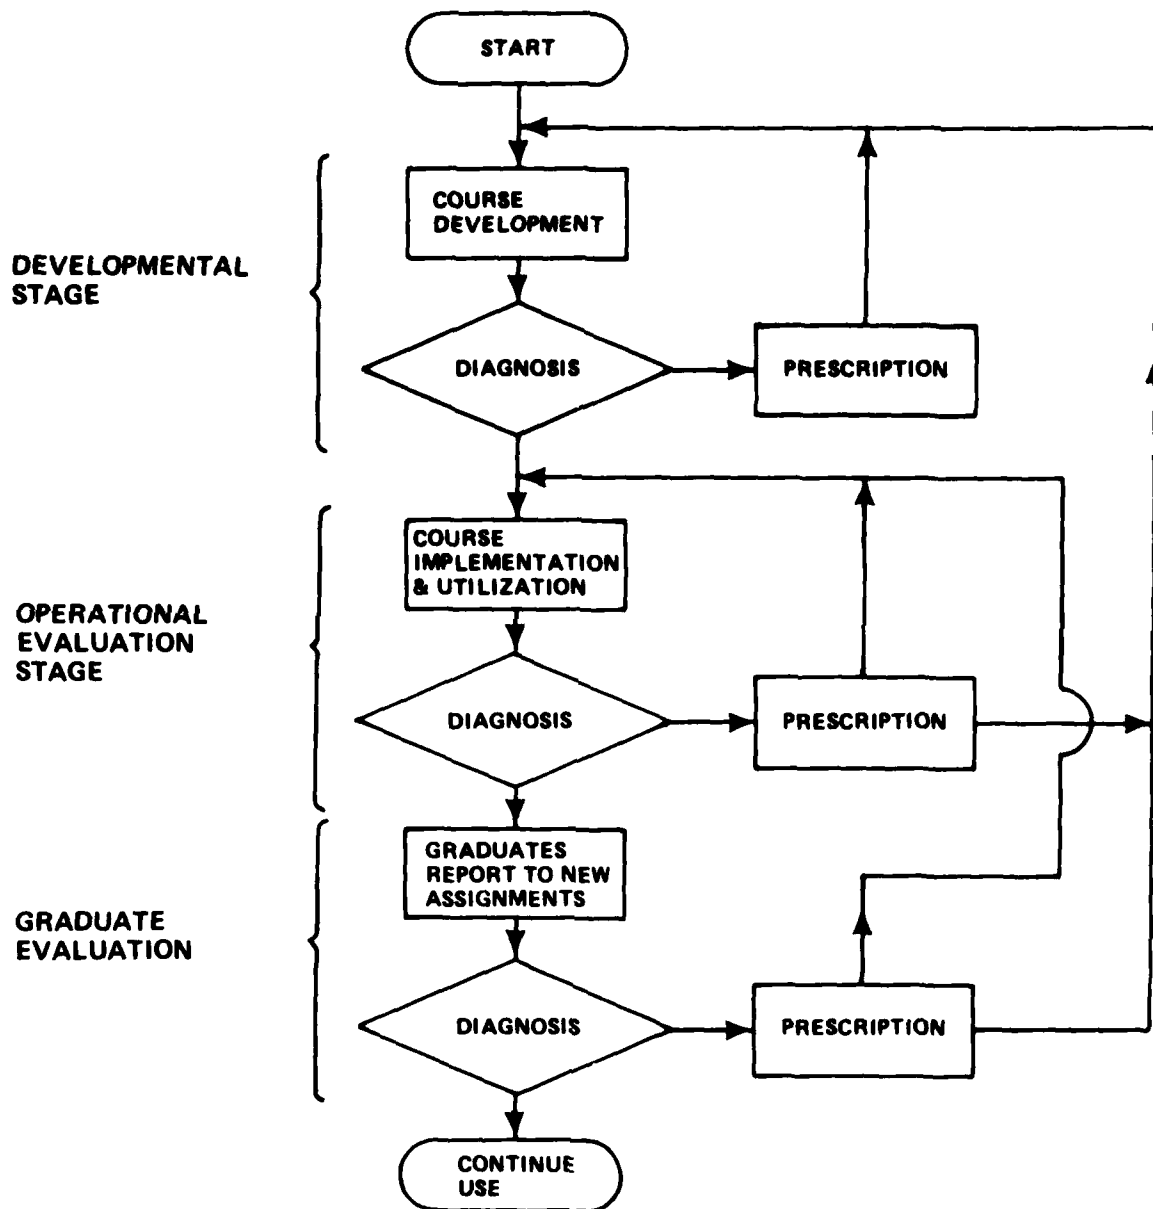 START
COURSE
DEVELOPMENT
DEVELOPMENTAL
STAGE
DIAGNOSIS
PRESCRIPTION
COURSE
IMPLEMENTATION
& UTILIZATION
OPERATIONAL
EVALUATION
STAGE
DIAGNOSIS
PRESCRIPTION
GRADUATES
REPORT TO NEW
ASSIGNMENTS
GRADUATE
EVALUATION
DIAGNOSIS
PRESCRIPTION
CONTINUE
USE